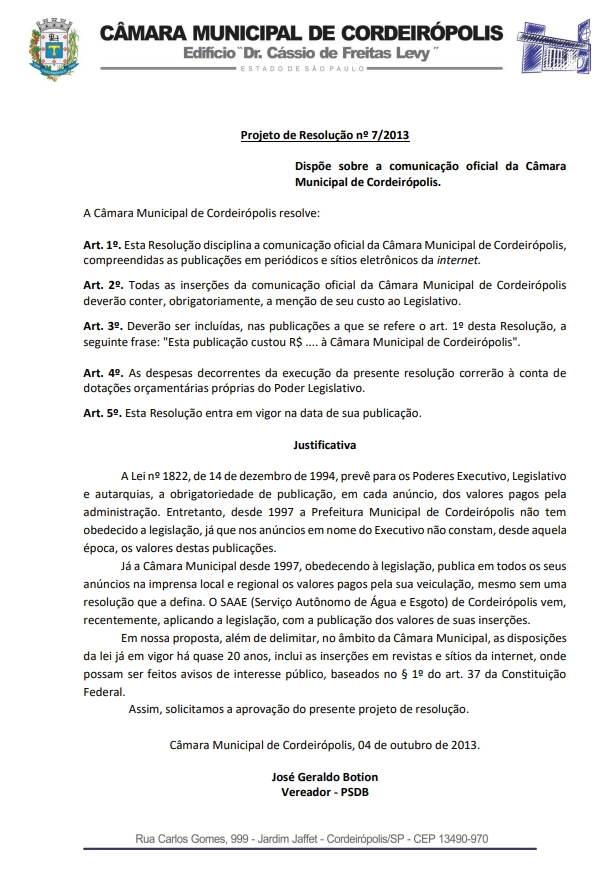 CÂMARA MUNICIPAL DE CORDEIRÓPOLIS
Edifício "Dr. Cássio de Freitas Levy"
ESTADO DE SÃO PAULO
Projeto de Resolução nº 7/2013
Dispõe sobre a comunicação oficial da Câmara
Municipal de Cordeirópolis.
A Câmara Municipal de Cordeirópolis resolve:
Art. 1º. Esta Resolução disciplina a comunicação oficial da Câmara Municipal de Cordeirópolis,
compreendidas as publicações em periódicos e sítios eletrônicos da internet.
Art. 2º. Todas as inserções da comunicação oficial da Câmara Municipal de Cordeirópolis
deverão conter, obrigatoriamente, a menção de seu custo ao Legislativo.
Art. 3º. Deverão ser incluídas, nas publicações a que se refere o art. 1º desta Resolução, a
seguinte frase: "Esta publicação custou R$ .... à Câmara Municipal de Cordeirópolis".
Art. 4º. As despesas decorrentes da execução da presente resolução correrão à conta de
dotações orçamentárias próprias do Poder Legislativo.
Art. 5º. Esta Resolução entra em vigor na data de sua publicação.
Justificativa
A Lei nº 1822, de 14 de dezembro de 1994, prevê para os Poderes Executivo, Legislativo
e autarquias, a obrigatoriedade de publicação, em cada anúncio, dos valores pagos pela
administração. Entretanto, desde 1997 a Prefeitura Municipal de Cordeirópolis não tem
obedecido a legislação, já que nos anúncios em nome do Executivo não constam, desde aquela
época, os valores destas publicações.
Já a Câmara Municipal desde 1997, obedecendo à legislação, publica em todos os seus
anúncios na imprensa local e regional os valores pagos pela sua veiculação, mesmo sem uma
resolução que a defina. O SAAE (Serviço Autônomo de Água e Esgoto) de Cordeirópolis vem,
recentemente, aplicando a legislação, com a publicação dos valores de suas inserções.
Em nossa proposta, além de delimitar, no âmbito da Câmara Municipal, as disposições
da lei já em vigor há quase 20 anos, inclui as inserções em revistas e sítios da internet, onde
possam ser feitos avisos de interesse público, baseados no § 1º do art. 37 da Constituição
Federal.
Assim, solicitamos a aprovação do presente projeto de resolução.
Câmara Municipal de Cordeirópolis, 04 de outubro de 2013.
José Geraldo Botion
Vereador - PSDB
Rua Carlos Gomes, 999 - Jardim Jaffet - Cordeirópolis/SP - CEP 13490-970